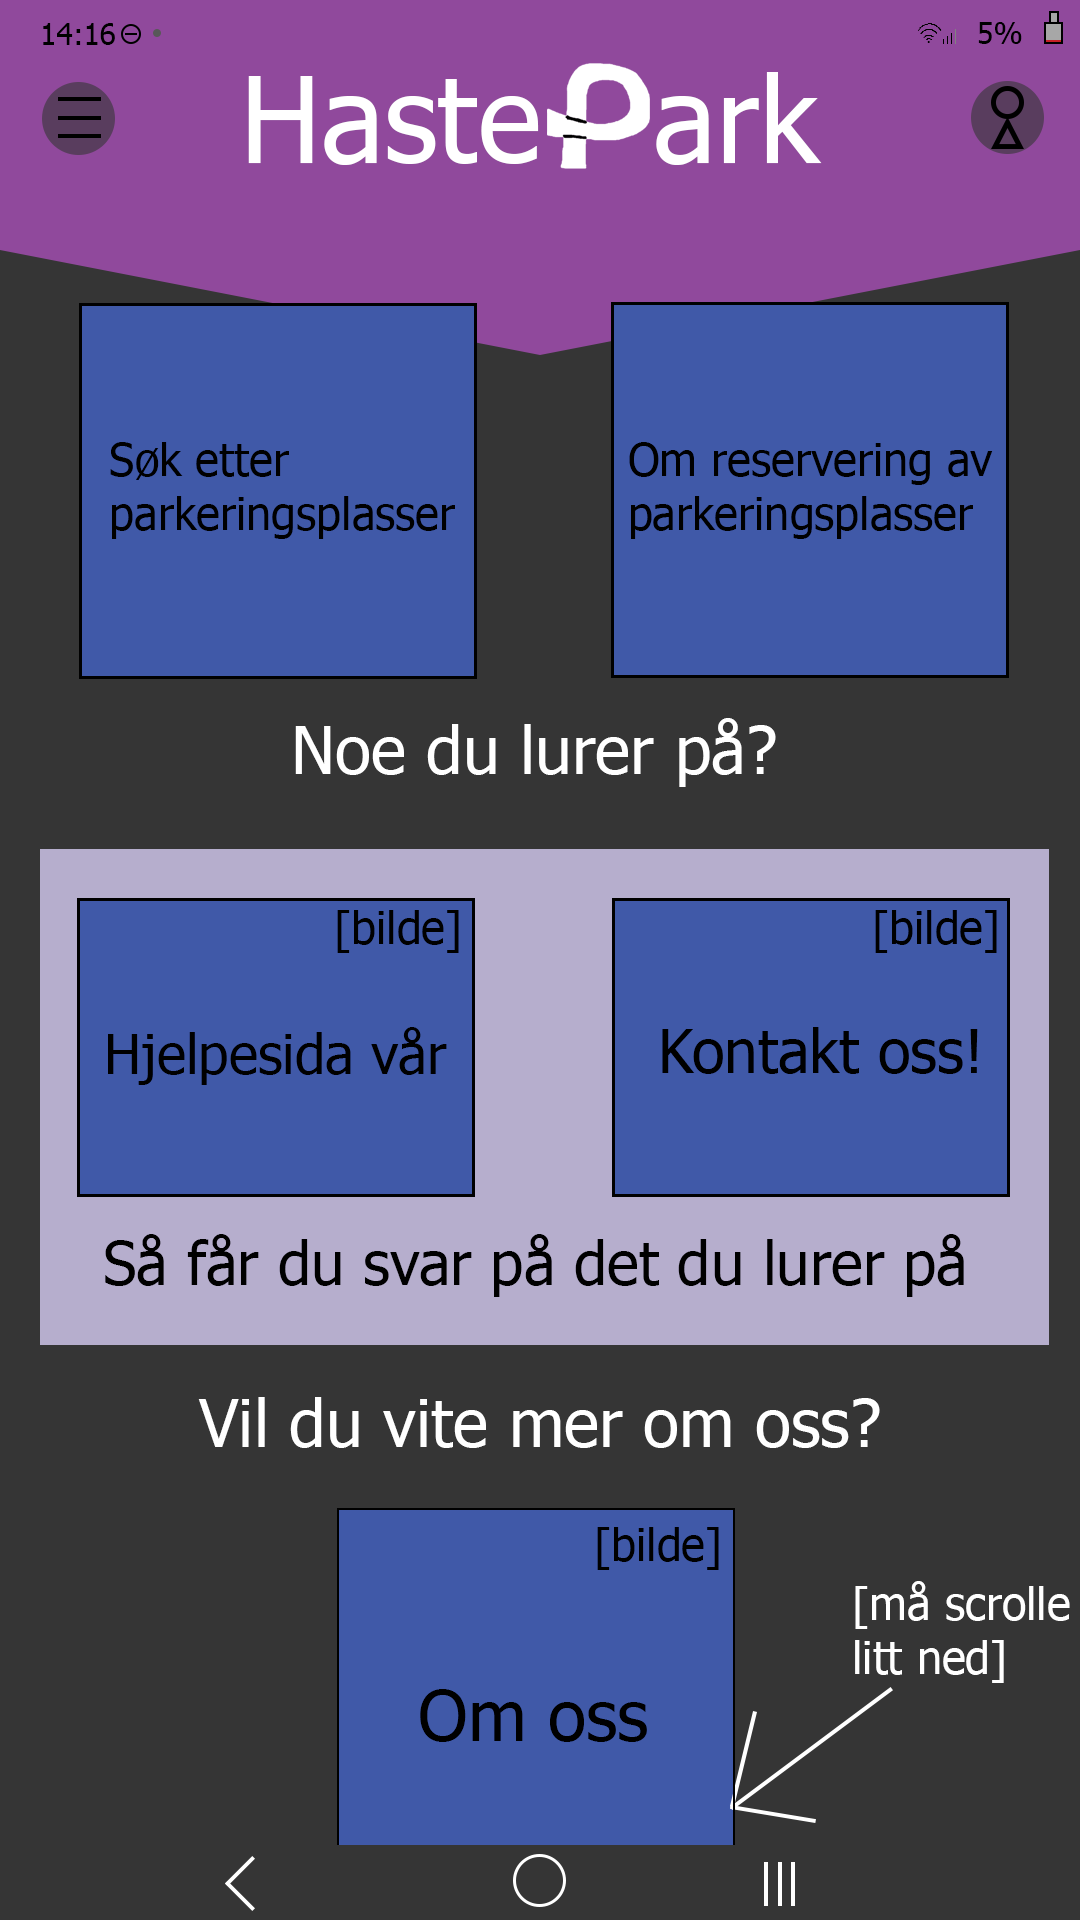 14:16
5%
HastePark
Søk etter
parkeringsplasser
Om reservering av
parkeringsplasser
Noe du lurer på?
[bilde]
Hjelpesida vår
[bilde]
Kontakt oss!
Så får du svar på det du lurer på
Vil du vite mer om oss?
[bilde]
Om oss
[må scrolle
litt ned]